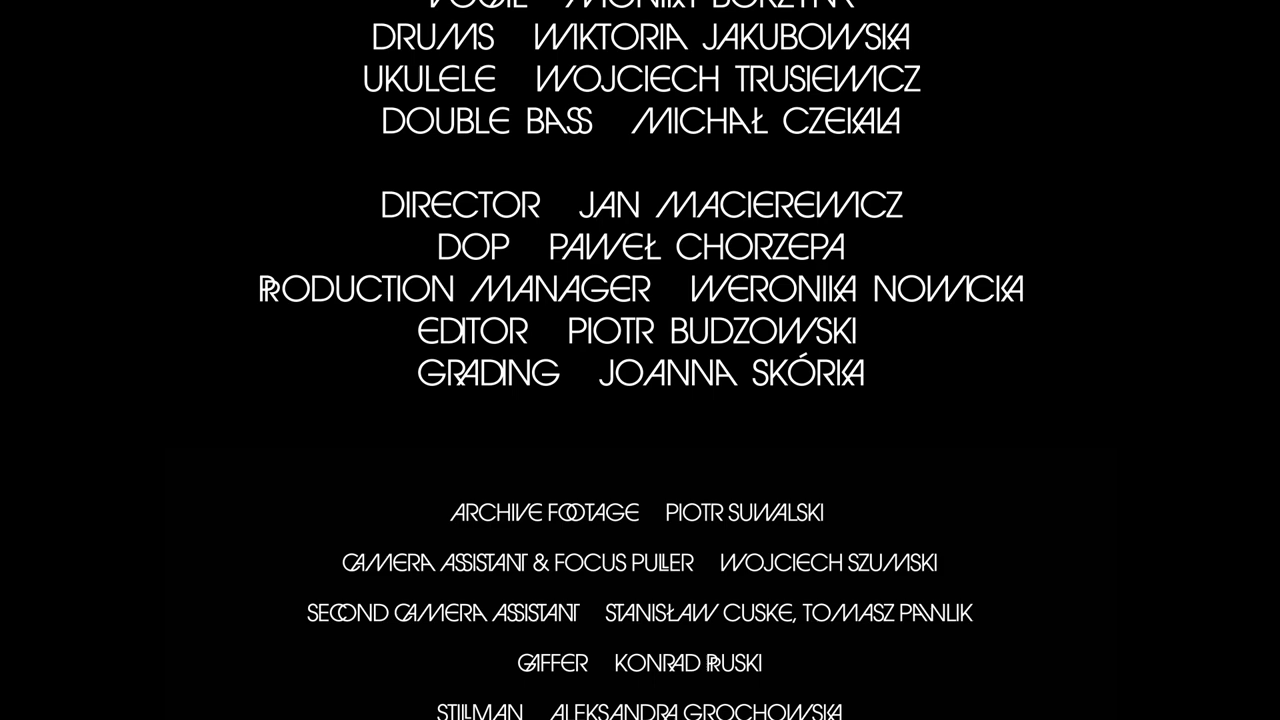 DRUMS WIKTORIA JAKUBOWSKA
UKULELE WOJCIECH TRUSIEWICZ
DOUBLE BASS MICHAŁ CZEKALA
DIRECTOR JAN MACIEREWICZ
DOP PAWEŁ CHORZEPA
PRODUCTION MANAGER WERONIKA NOWICKA
EDITOR PIOTR BUDZOWSKI
GRADING JOANNA SKÓRKA
ARCHIVE FOOTAGE PIOTR SUWALSKI
CAMERA ASSISTANT & FOCUS PULLER WOJCIECH SZUMSKI
SECOND CAMERA ASSISTANT STANISŁAW CUSKE, TOMASZ PAWLIK
GAFFER KONRAD PRUSKI
STILLMAN ALEKSANDRA GROCHOWSKA